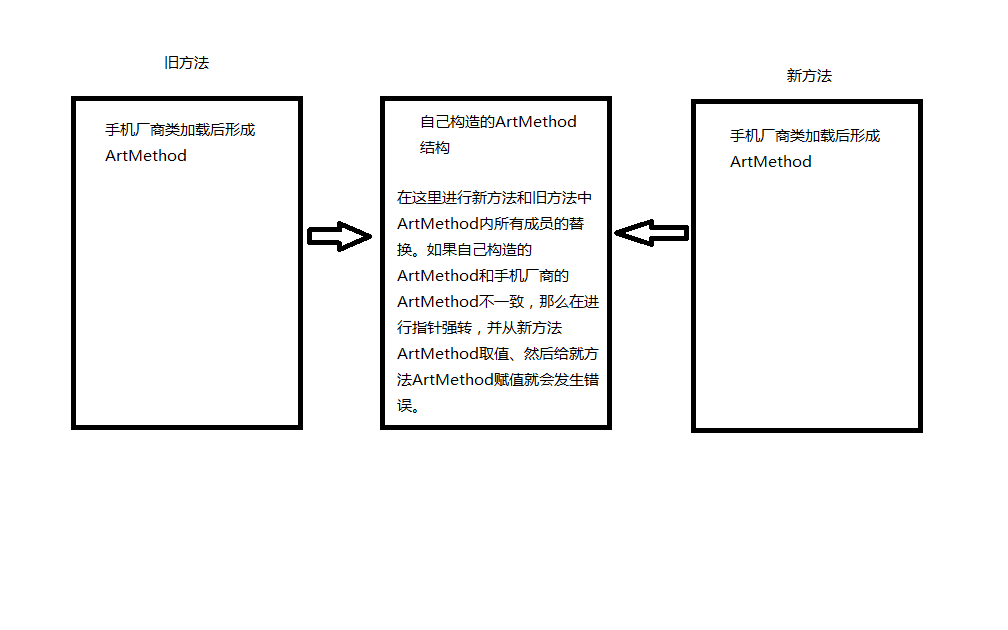 旧方法
新方法
手机厂商类加载后形成
ArtMethod
自己构造的ArtMethod
结构
在这里进行新方法和旧方法中
ArtMethod内所有成员的替
换。如果自己构造的
ArtMethod和手机厂商的
ArtMethod不一致，那么在进
行指针强转，并从新方法
ArtMethod取值、然后给就方
法ArtMethod赋值就会发生错
误。
手机厂商类加载后形成
ArtMethod